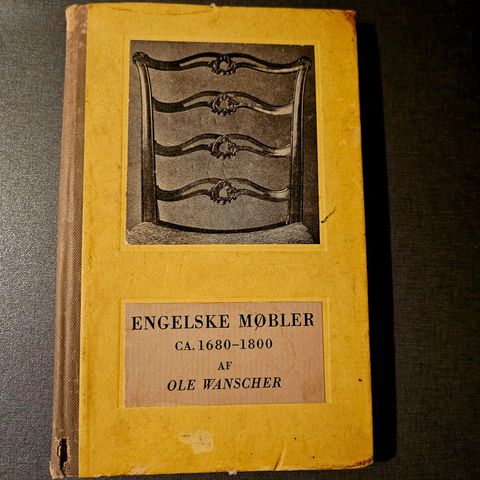 ENGELSKE MØBLER
CA. 1680–1800
AF
OLE WANSCHER